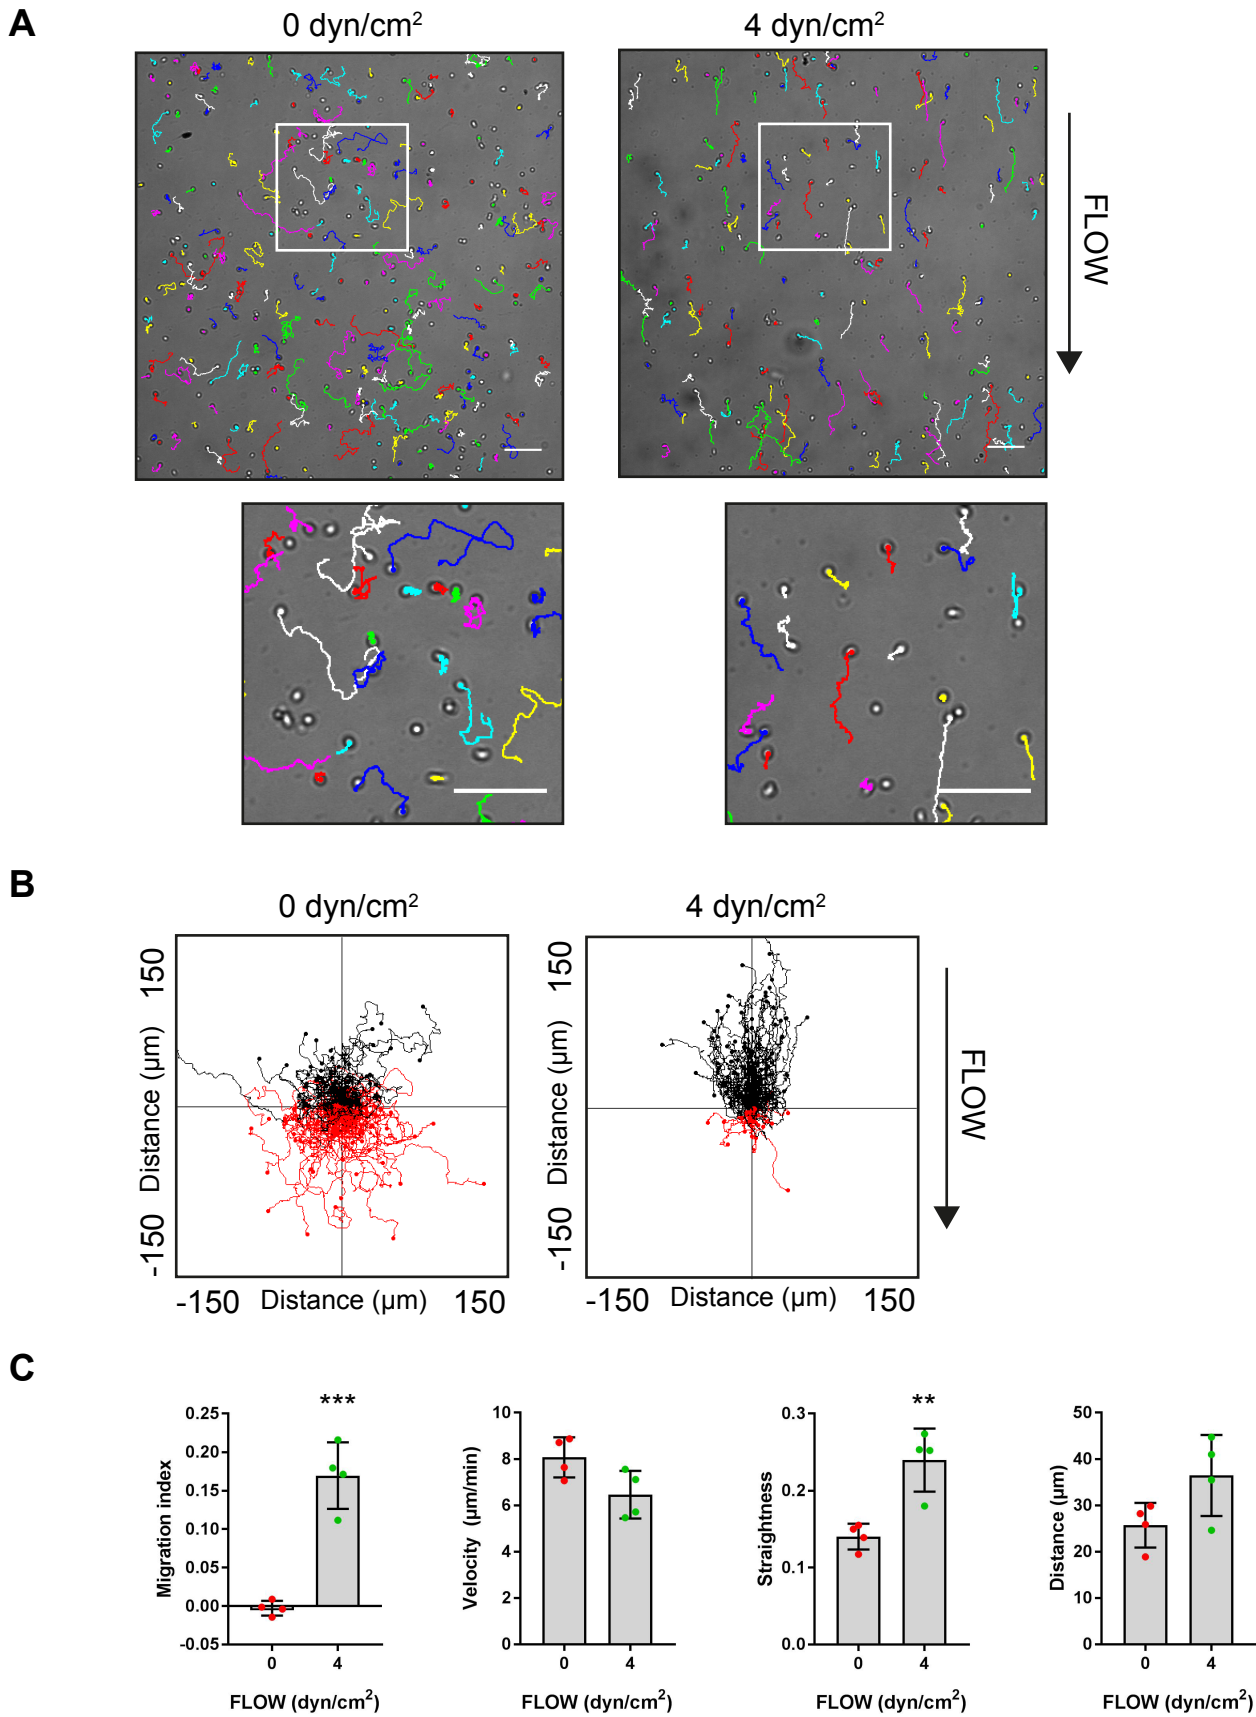 A
0 dyn/cm²
4 dyn/cm²
FLOW
B
0 dyn/cm²
4 dyn/cm²
150
-150
Distance (µm)
-150
Distance (µm)
150
150
-150
Distance (µm)
-150
Distance (µm)
150
FLOW
C
***
0.25
0.20
0.15
0.10
0.05
0.00
-0.05
Migration index
0
4
FLOW (dyn/cm²)
10
8
6
4
2
0
Velocity (µm/min)
0
4
FLOW (dyn/cm²)
**
0.3
0.2
0.1
0.0
Straightness
0
4
FLOW (dyn/cm²)
50
40
30
20
10
0
Distance (µm)
0
4
FLOW (dyn/cm²)